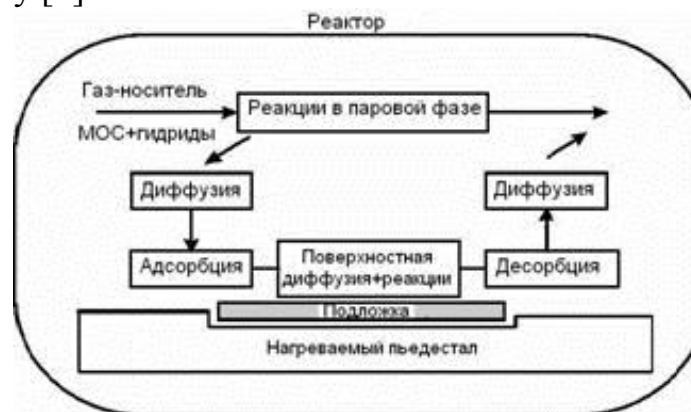 Реактор
Газ-носитель
МОС+гидриды
Реакции в паровой фазе
Диффузия
Диффузия
Адсорбция
Поверхностная
диффузия+реакции
Десорбция
Подложка
Нагреваемый пьедестал